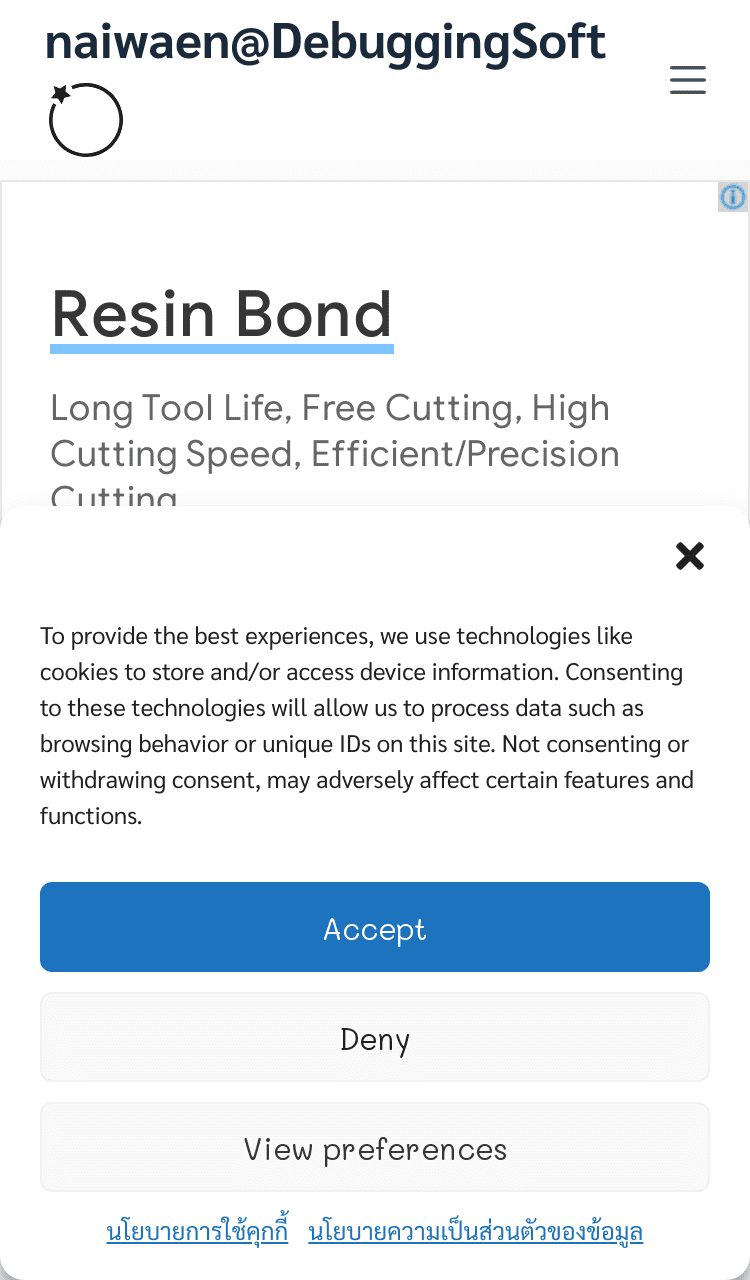 naiwaen@DebuggingSoft
Resin Bond
Long Tool Life, Free Cutting, High
Cutting Speed, Efficient/Precision
Cutting
To provide the best experiences, we use technologies like
cookies to store and/or access device information. Consenting
to these technologies will allow us to process data such as
browsing behavior or unique IDs on this site. Not consenting or
withdrawing consent, may adversely affect certain features and
functions.
Accept
Deny
View preferences
นโยบายการใช้คุกกี้ นโยบายความเป็นส่วนตัวของข้อมูล